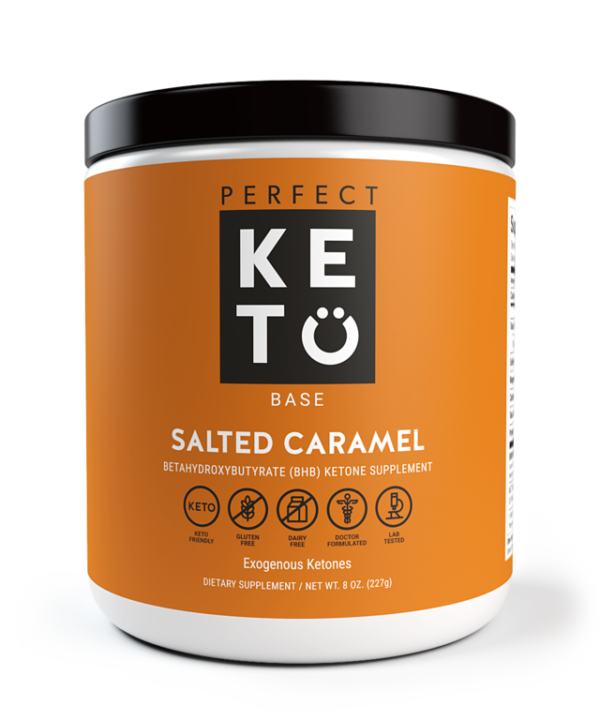 PERFECT
KE
TO
BASE
SALTED CARAMEL
BETAHYDROXYBUTYRATE (BHB) KETONE SUPPLEMENT
KETO
KETO FRIENDLY
GLUTEN FREE
DAIRY FREE
DOCTOR FORMULATED
LAB TESTED
Exogenous Ketones
DIETARY SUPPLEMENT / NET WT. 8 OZ. (227g)